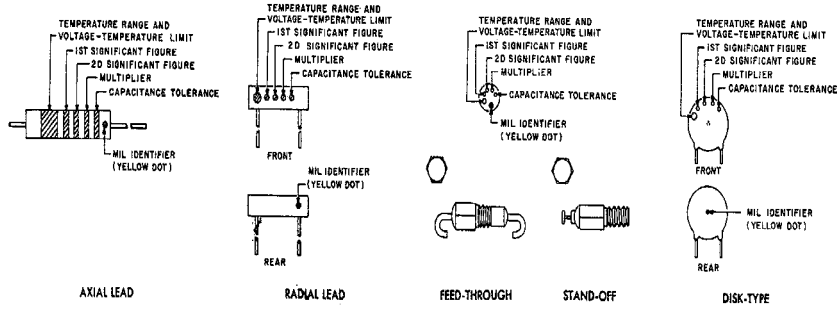 TEMPERATURE RANGE AND
VOLTAGE-TEMPERATURE LIMIT
1ST SIGNIFICANT FIGURE
2D SIGNIFICANT FIGURE
MULTIPLIER
CAPACITANCE TOLERANCE
MIL IDENTIFIER
(YELLOW DOT)
AXIAL LEAD
TEMPERATURE RANGE AND
VOLTAGE-TEMPERATURE LIMIT
1ST SIGNIFICANT FIGURE
2D SIGNIFICANT FIGURE
MULTIPLIER
CAPACITANCE TOLERANCE
FRONT
MIL IDENTIFIER
(YELLOW DOT)
REAR
RADIAL LEAD
TEMPERATURE RANGE AND
VOLTAGE-TEMPERATURE LIMIT
1ST SIGNIFICANT FIGURE
2D SIGNIFICANT FIGURE
MULTIPLIER
CAPACITANCE TOLERANCE
MIL IDENTIFIER
(YELLOW DOT)
FEED-THROUGH
STAND-OFF
TEMPERATURE RANGE AND
VOLTAGE-TEMPERATURE LIMIT
1ST SIGNIFICANT FIGURE
2D SIGNIFICANT FIGURE
MULTIPLIER
CAPACITANCE TOLERANCE
FRONT
MIL IDENTIFIER
(YELLOW DOT)
REAR
DISK-TYPE